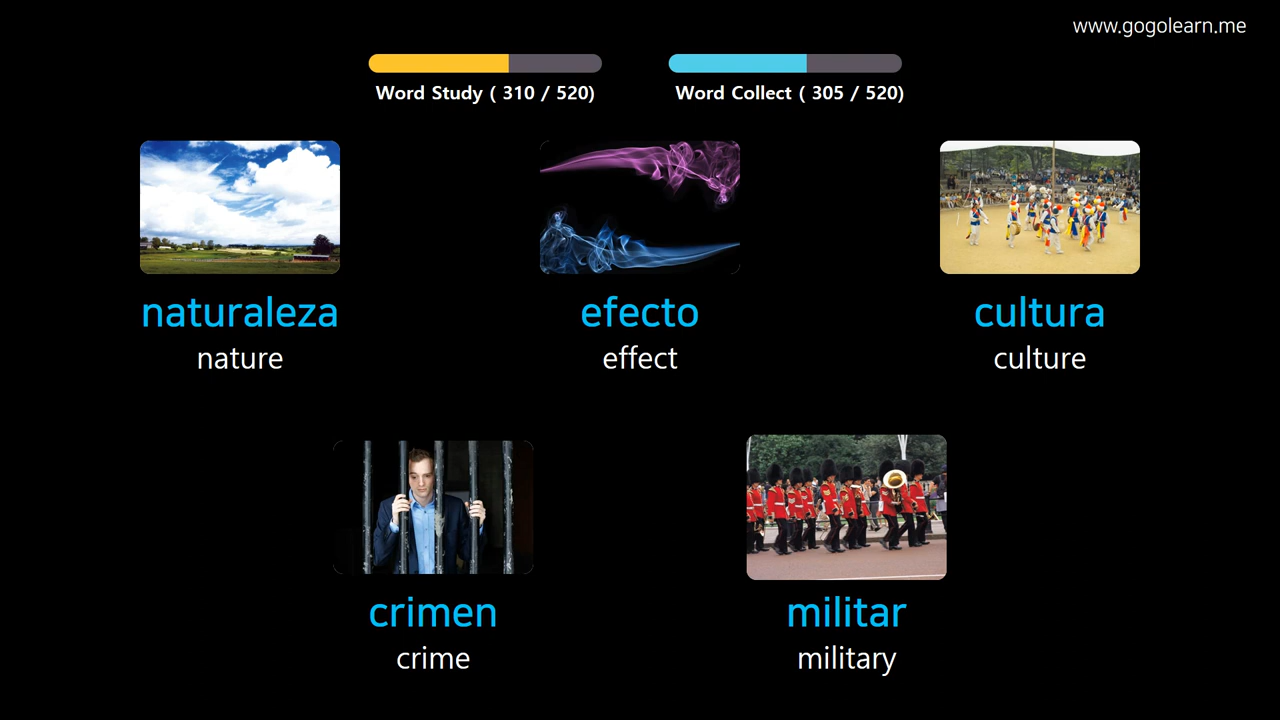 www.gogolearn.me
Word Study ( 310 / 520)
Word Collect ( 305 / 520)
naturaleza
nature
efecto
effect
cultura
culture
crimen
crime
militar
military